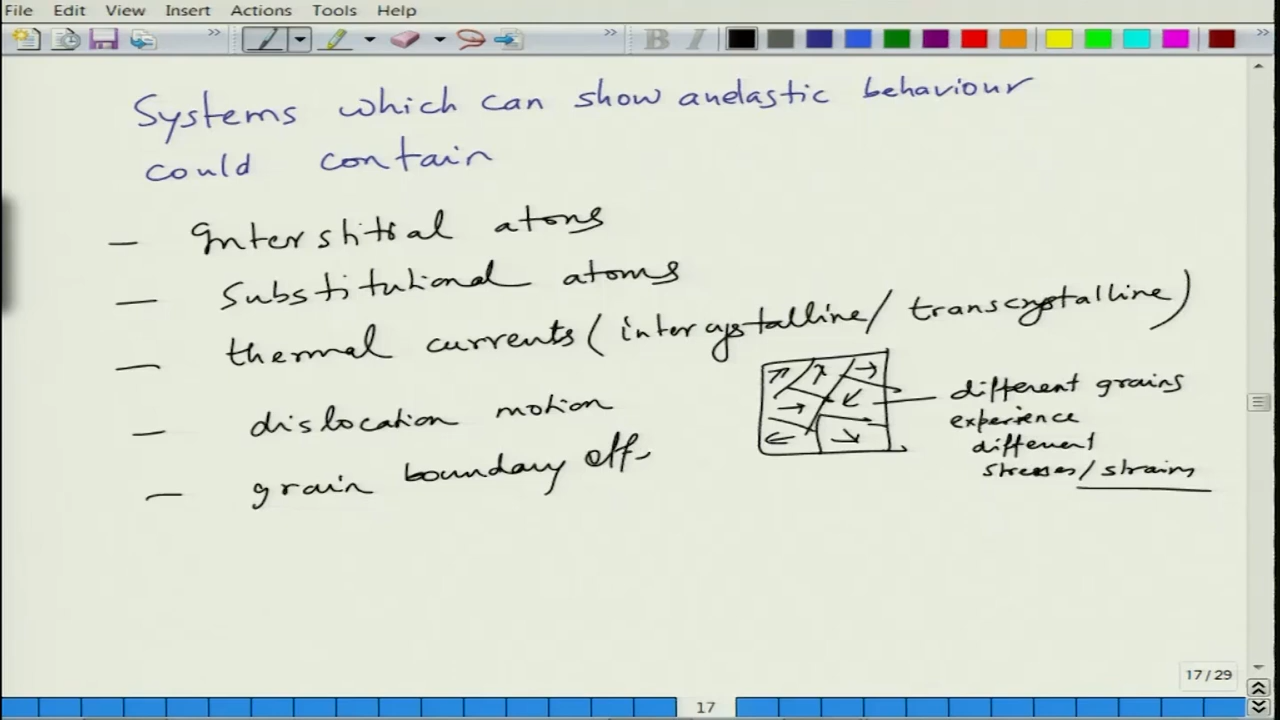 File Edit View Insert Actions Tools Help
B I
Systems which can show anelastic behaviour
could contain
— Interstitial atoms
— Substitutional atoms
— thermal currents (intercrystalline/ transcrystalline)
— dislocation motion
— grain boundary eff
different grains
experience
different
stresses/strains
17 / 29
17